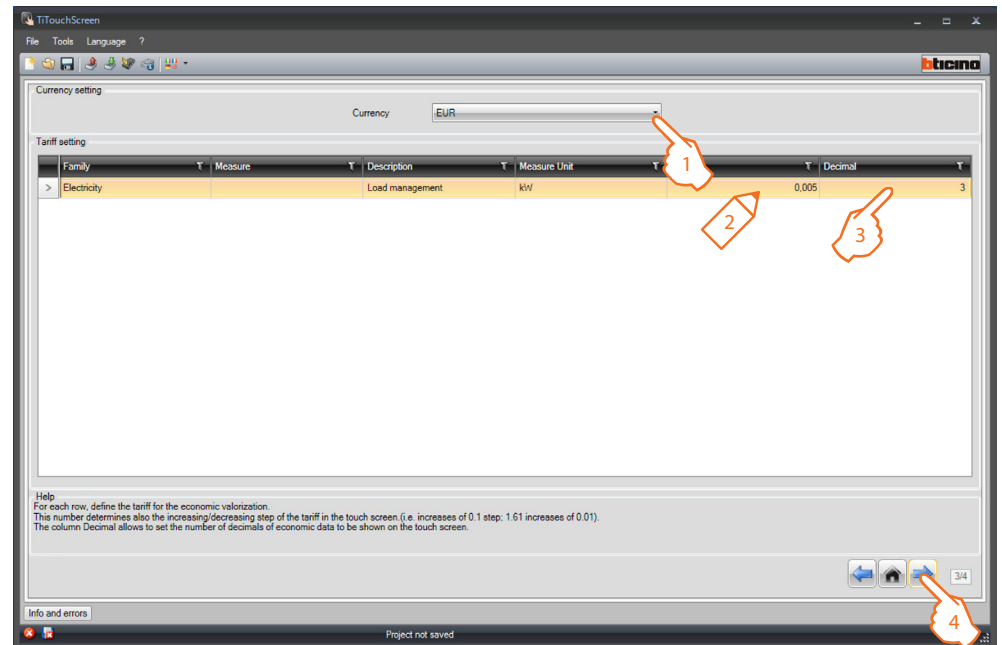 TiTouchScreen
File Tools Language ?
bticino
Currency setting
Currency EUR
1
Tariff setting
Family Measure Description Measure Unit Decimal
> Electricity Load management kW 0,005 3
2
3
Help
For each row, define the tariff for the economic valorization.
This number determines also the increasing/decreasing step of the tariff in the touch screen.(i.e. increases of 0.1 step; 1.61 increases of 0.01).
The column Decimal allows to set the number of decimals of economic data to be shown on the touch screen.
3/4
4
Info and errors
Project not saved